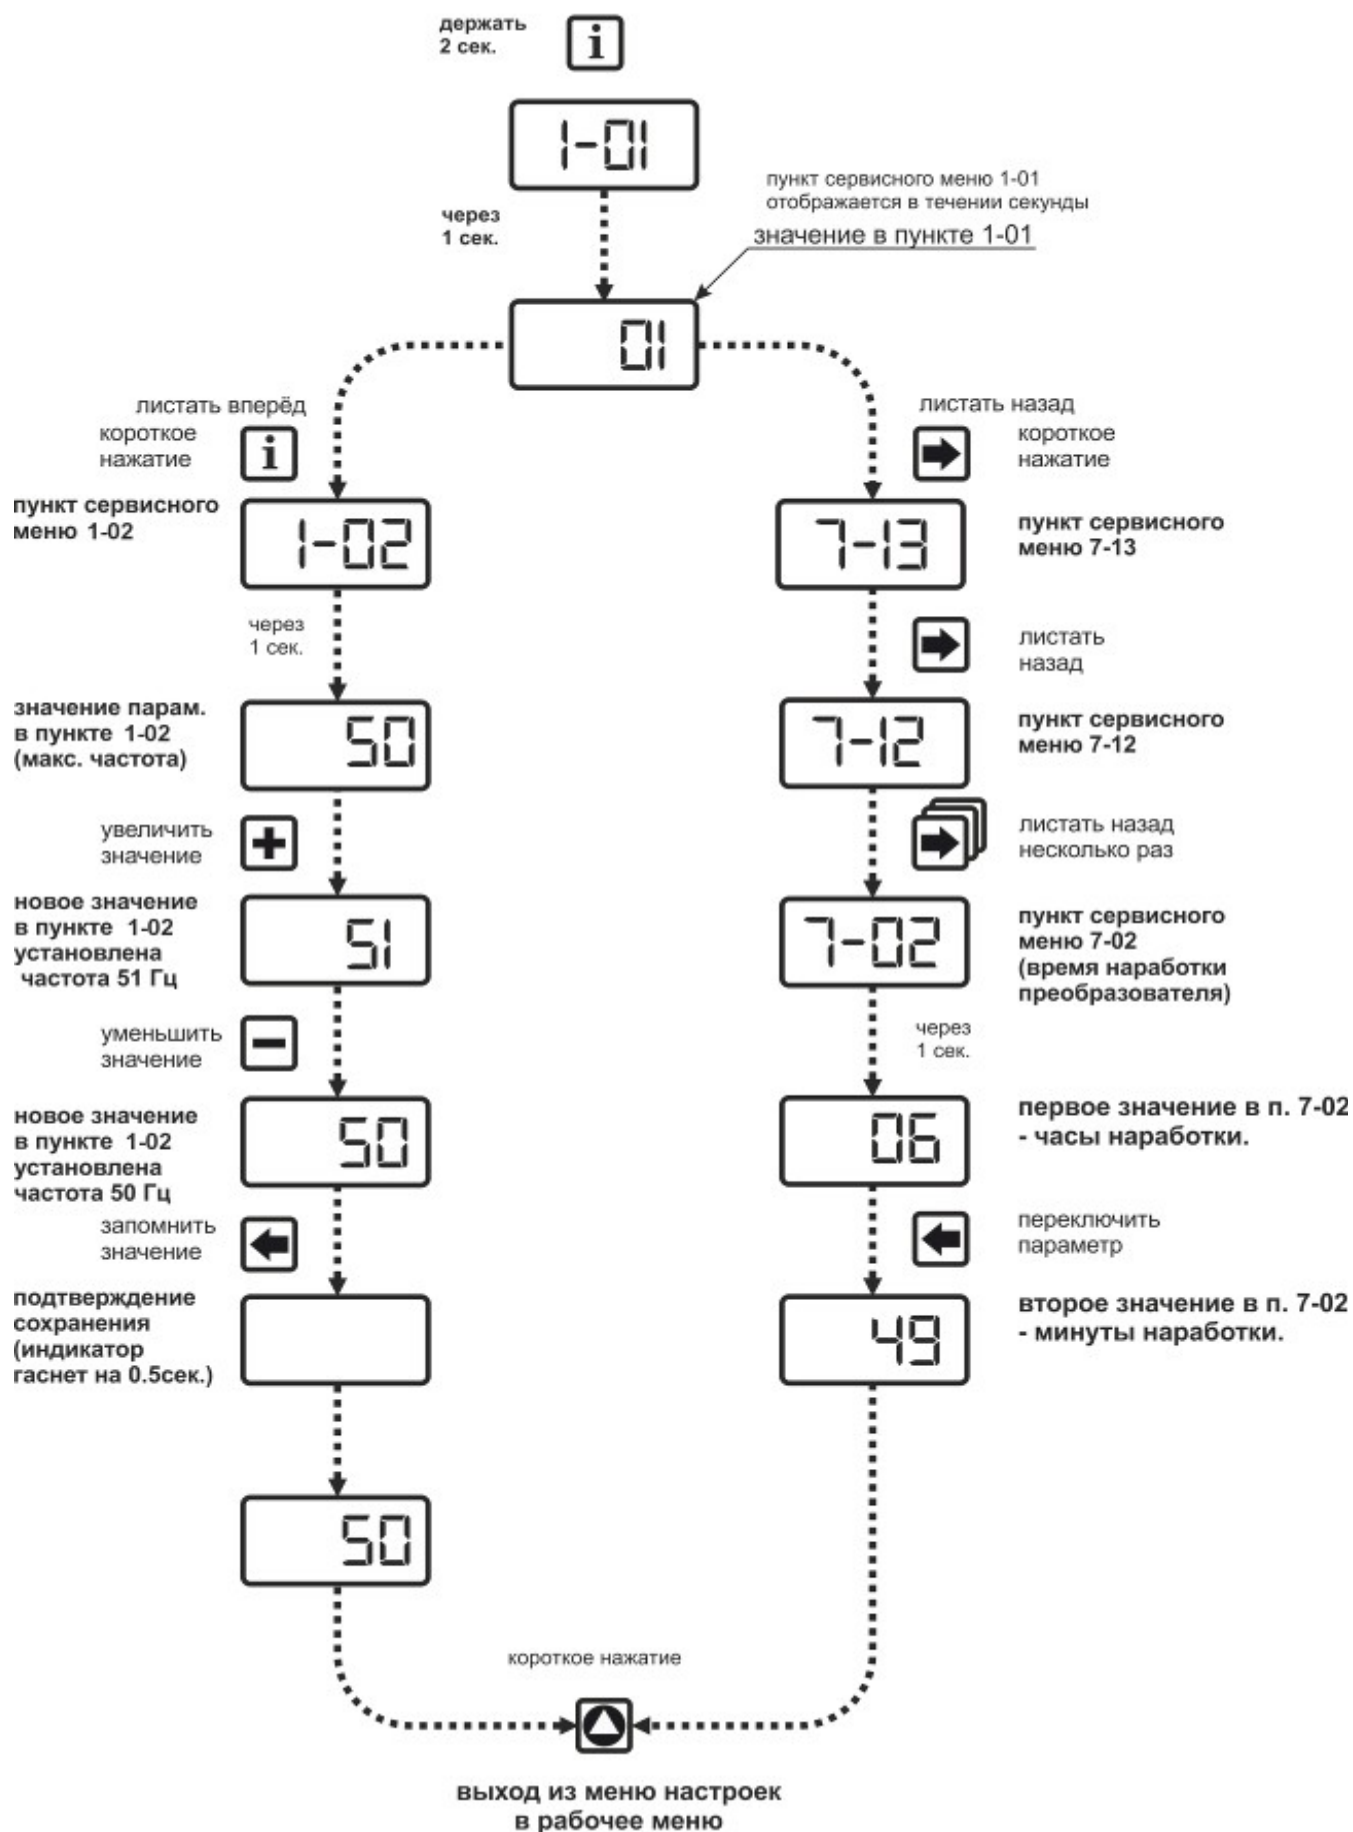 держать
2 сек.
i
1-01
пункт сервисного меню 1-01
отображается в течении секунды
значение в пункте 1-01
через
1 сек.
01
листать вперёд
короткое
нажатие
i
пункт сервисного
меню 1-02
1-02
через
1 сек.
значение парам.
в пункте 1-02
(макс. частота)
50
увеличить
значение
+
новое значение
в пункте 1-02
установлена
частота 51 Гц
51
уменьшить
значение
−
новое значение
в пункте 1-02
установлена
частота 50 Гц
50
запомнить
значение
подтверждение
сохранения
(индикатор
гаснет на 0.5сек.)
50
листать назад
короткое
нажатие
7-13
пункт сервисного
меню 7-13
листать
назад
7-12
пункт сервисного
меню 7-12
листать назад
несколько раз
7-02
пункт сервисного
меню 7-02
(время наработки
преобразователя)
через
1 сек.
06
первое значение в п. 7-02
- часы наработки.
переключить
параметр
49
второе значение в п. 7-02
- минуты наработки.
короткое нажатие
выход из меню настроек
в рабочее меню